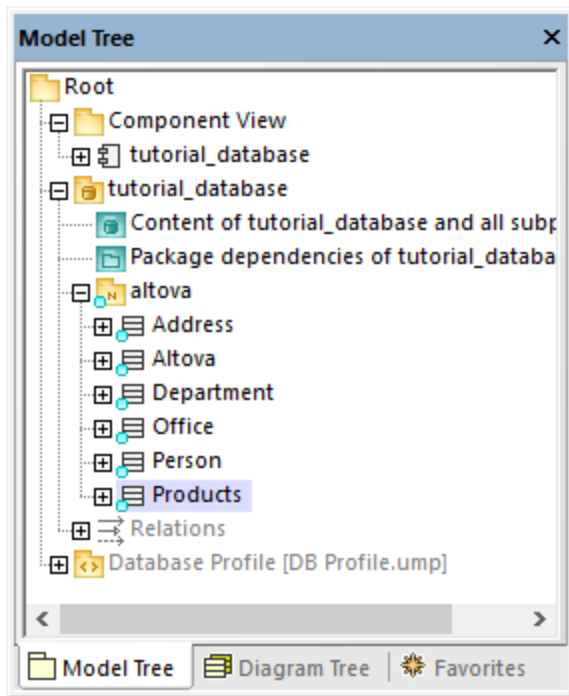 Model Tree
Root
Component View
tutorial_database
tutorial_database
Content of tutorial_database and all subp
Package dependencies of tutorial_databa
altova
Address
Altova
Department
Office
Person
Products
Relations
Database Profile [DB Profile.ump]
Model Tree Diagram Tree Favorites